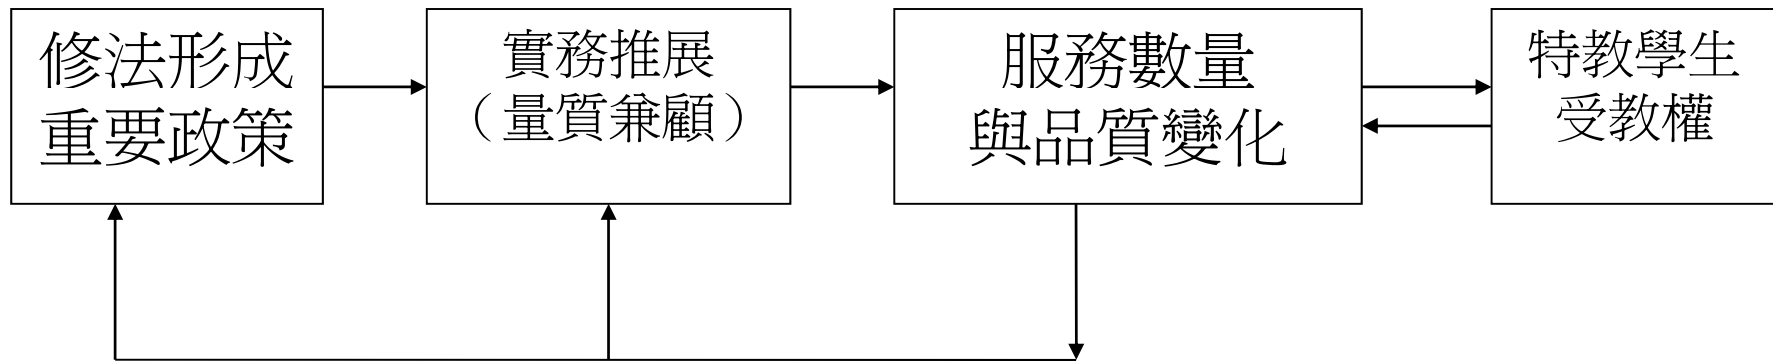 修法形成
重要政策
實務推展
（量質兼顧）
服務數量
與品質變化
特教學生
受教權